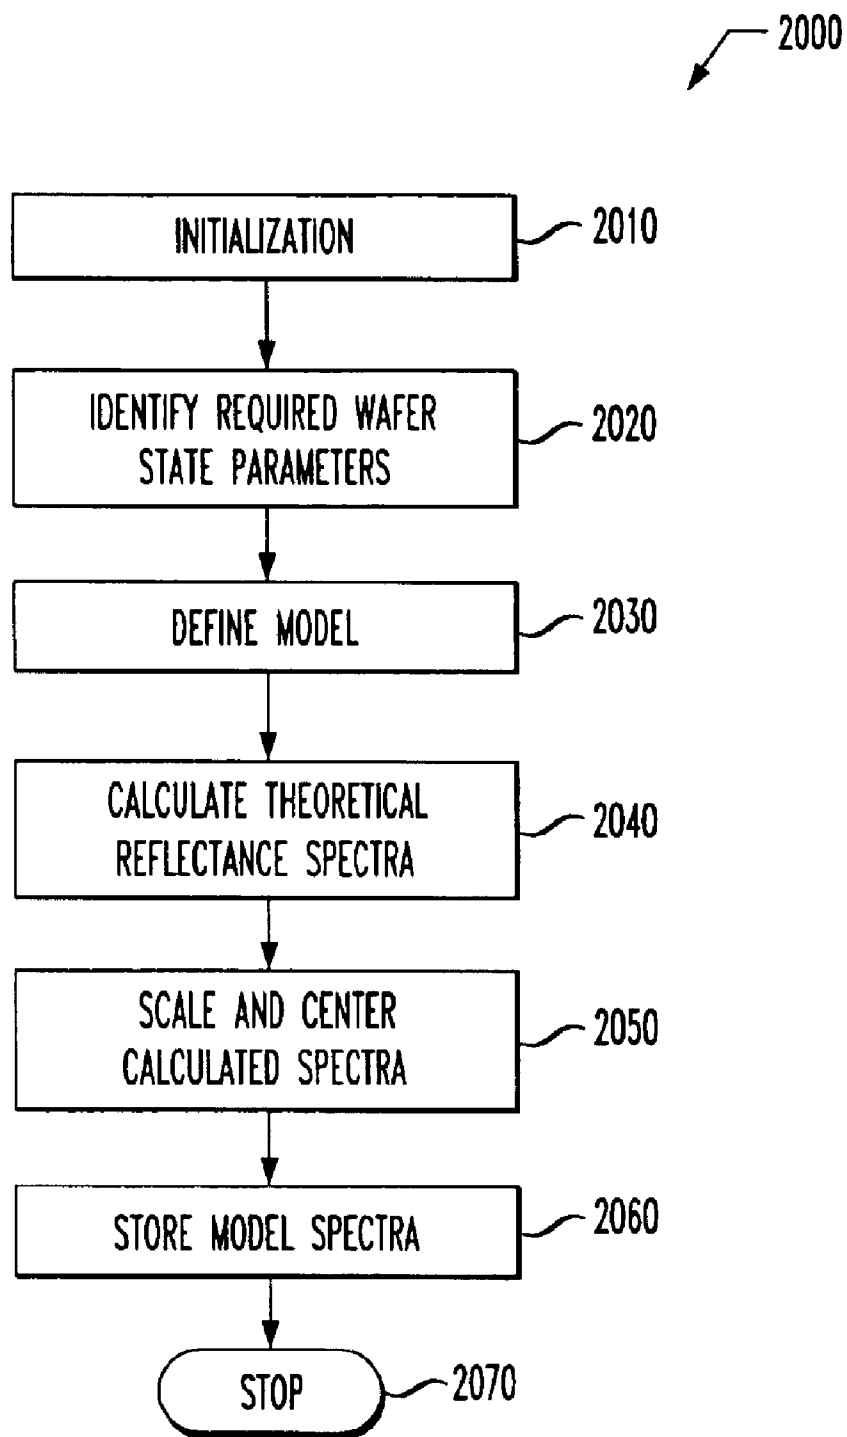 2000
INITIALIZATION
2010
IDENTIFY REQUIRED WAFER
STATE PARAMETERS
2020
DEFINE MODEL
2030
CALCULATE THEORETICAL
REFLECTANCE SPECTRA
2040
SCALE AND CENTER
CALCULATED SPECTRA
2050
STORE MODEL SPECTRA
2060
STOP
2070